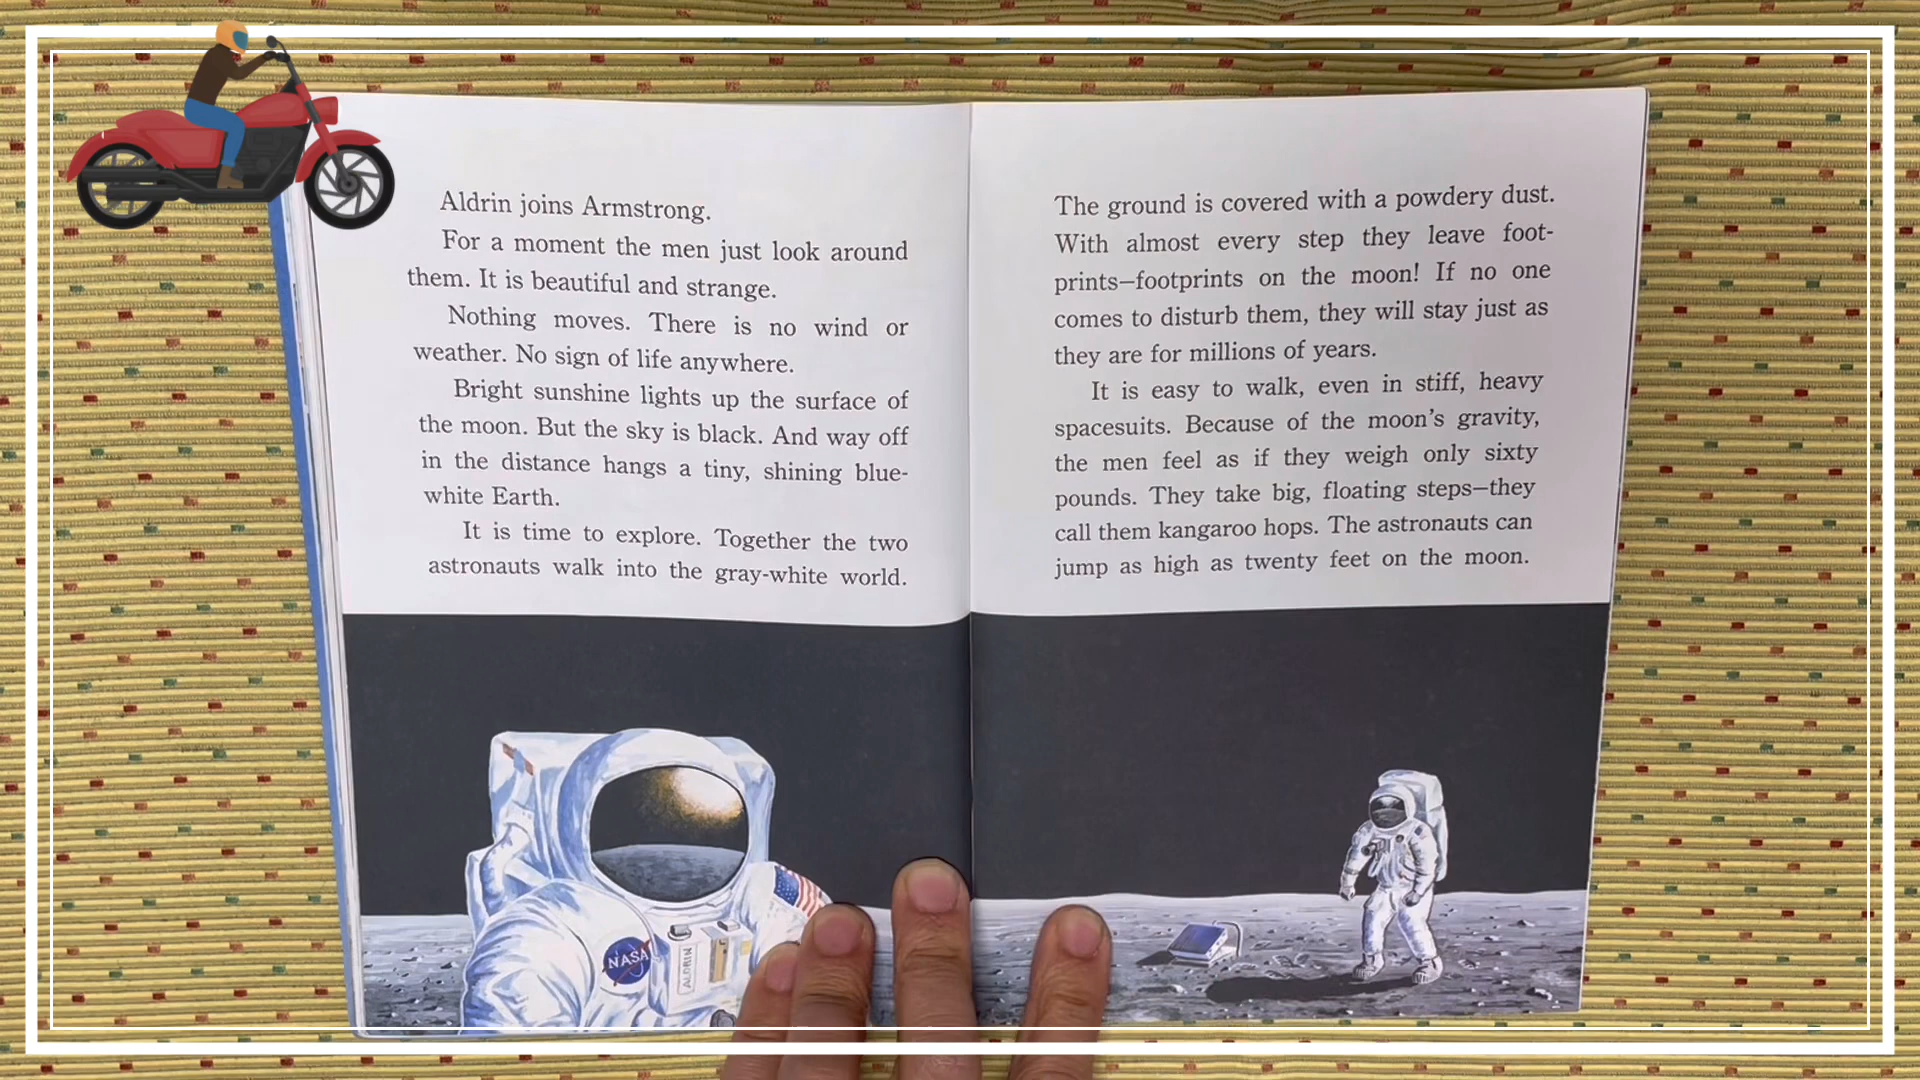 Aldrin joins Armstrong.
For a moment the men just look around
them. It is beautiful and strange.
Nothing moves. There is no wind or
weather. No sign of life anywhere.
Bright sunshine lights up the surface of
the moon. But the sky is black. And way off
in the distance hangs a tiny, shining blue-
white Earth.
It is time to explore. Together the two
astronauts walk into the gray-white world.
The ground is covered with a powdery dust.
With almost every step they leave foot-
prints—footprints on the moon! If no one
comes to disturb them, they will stay just as
they are for millions of years.
It is easy to walk, even in stiff, heavy
spacesuits. Because of the moon's gravity,
the men feel as if they weigh only sixty
pounds. They take big, floating steps—they
call them kangaroo hops. The astronauts can
jump as high as twenty feet on the moon.
NASA
ALDRIN